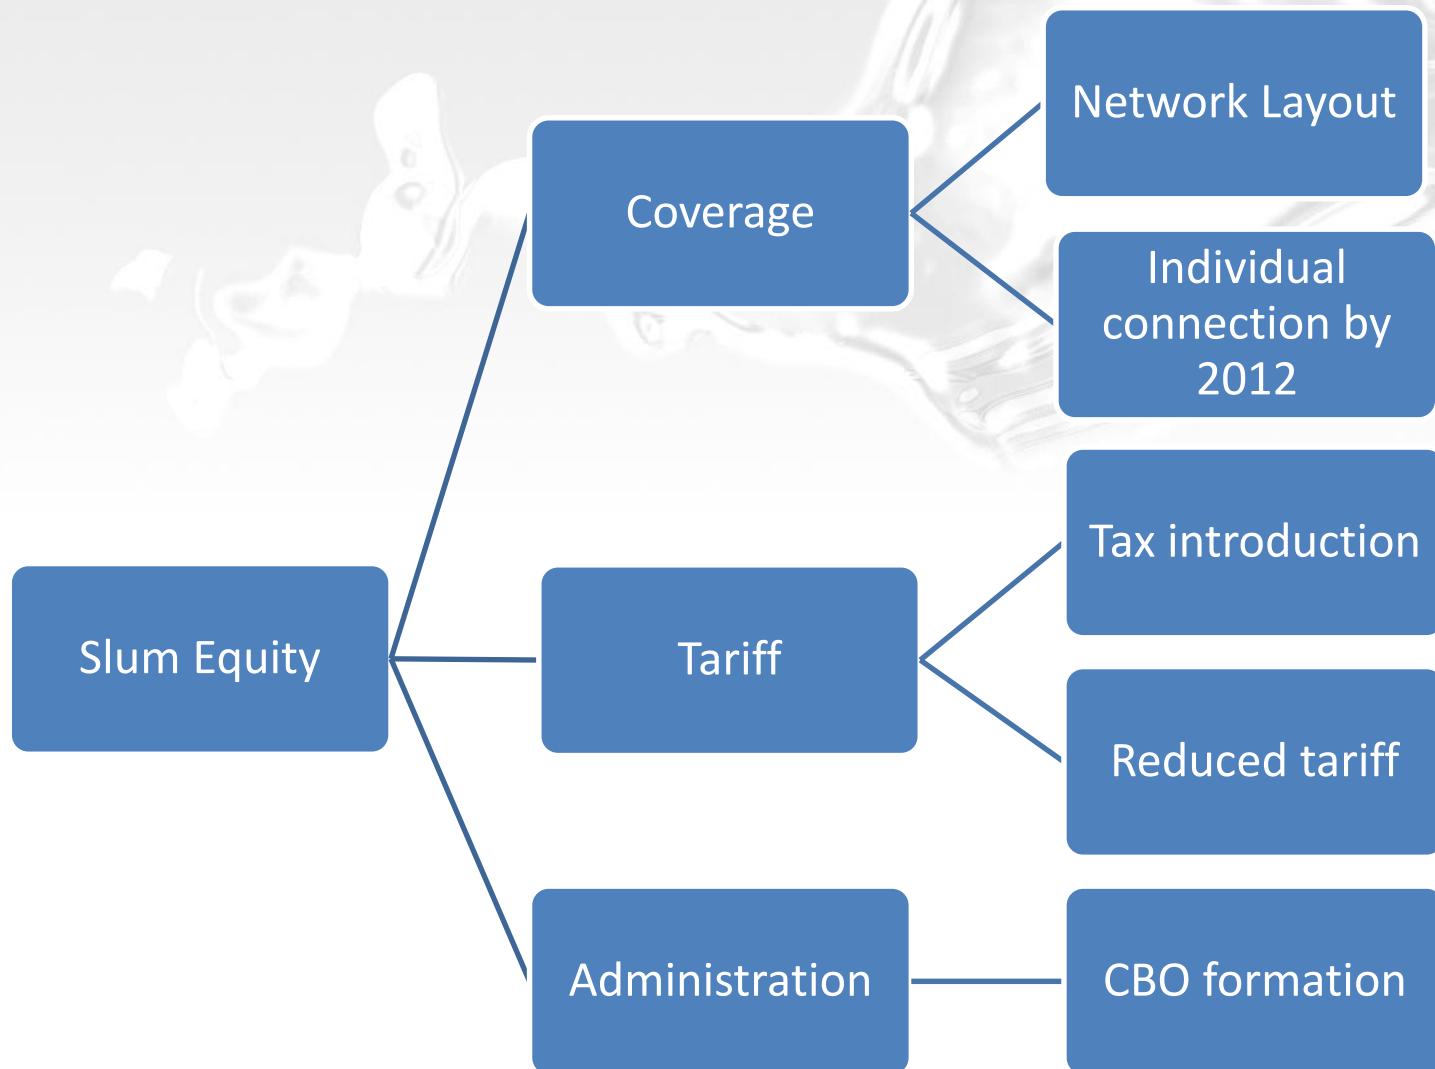 Network Layout
Coverage
Individual
connection by
2012
Tax introduction
Slum Equity
Tariff
Reduced tariff
Administration
CBO formation